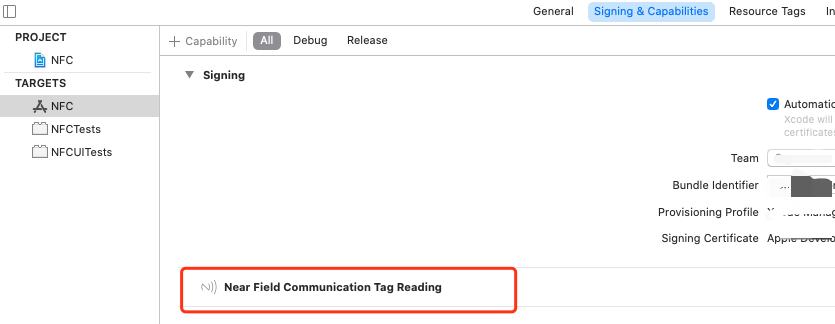 General Signing & Capabilities Resource Tags In
PROJECT
NFC
TARGETS
NFC
NFCTests
NFCUITests
+ Capability All Debug Release
Signing
Automatic
Xcode will
certificates
Team
Bundle Identifier
Provisioning Profile
Signing Certificate Apple Develo
Near Field Communication Tag Reading